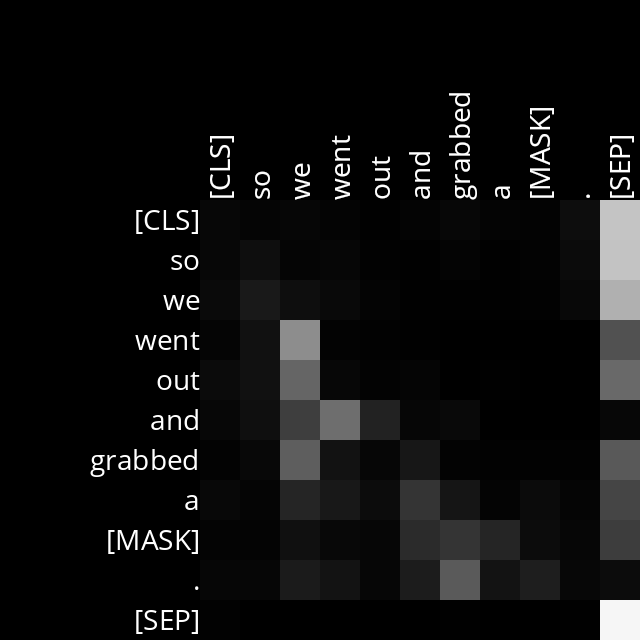 [CLS] so we went out and grabbed a [MASK] . [SEP]
[CLS]
so
we
went
out
and
grabbed
a
[MASK]
.
[SEP]